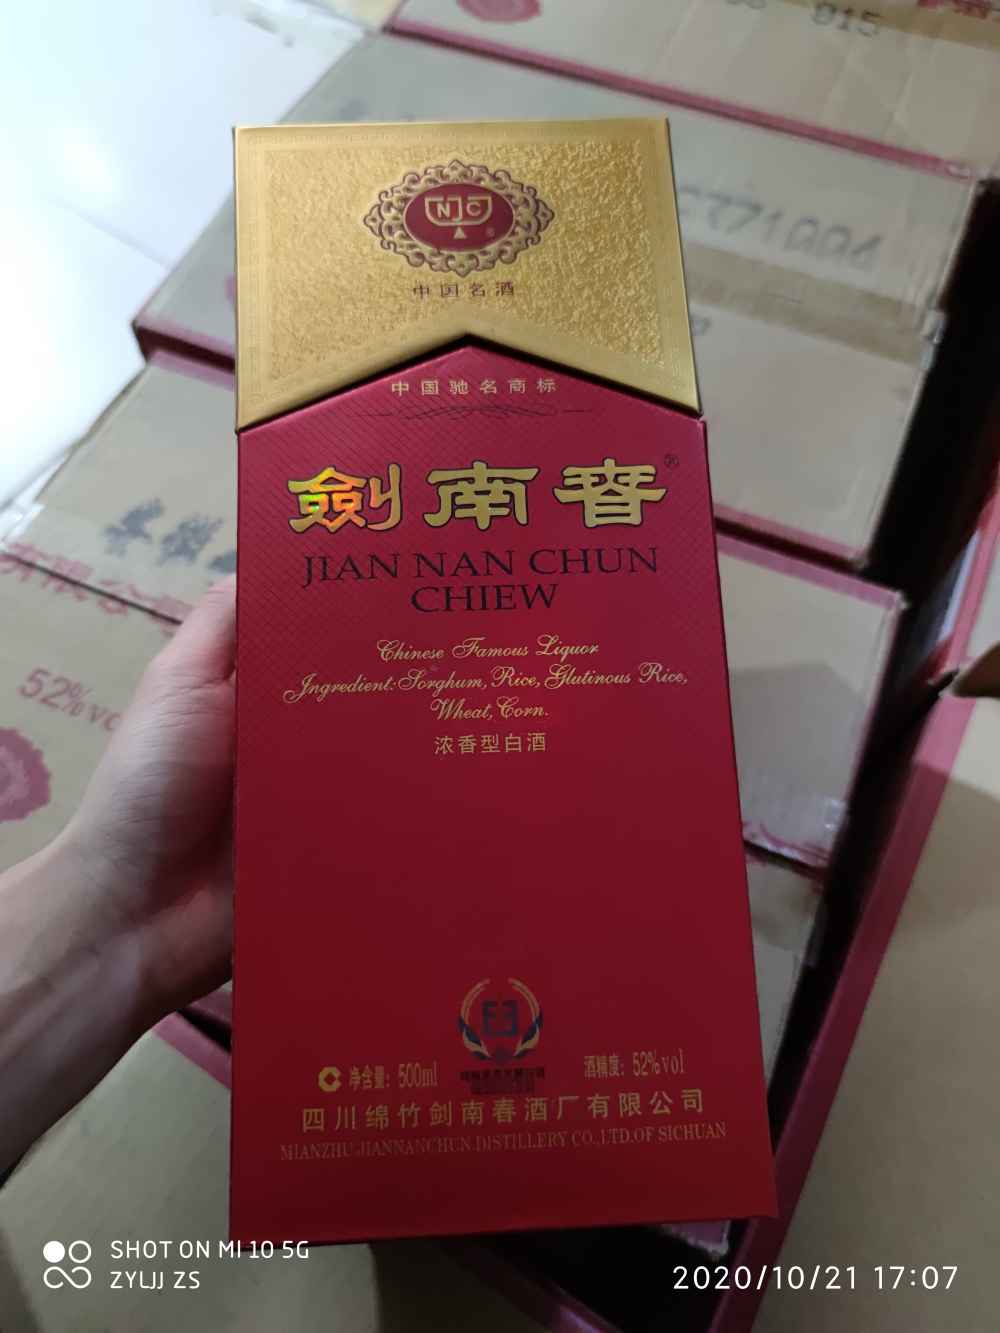 915
NJC
®
中国名酒
中国驰名商标
劍南春®
JIAN NAN CHUN
CHIEW
Chinese Famous Liquor
Ingredient: Sorghum, Rice, Glutinous Rice,
Wheat, Corn.
浓香型白酒
52% vo
净含量: 500ml
酒精度: 52%vol
四川绵竹剑南春酒厂有限公司
MIANZHU JIANNANCHUN DISTILLERY CO.,LTD.OF SICHUAN
SHOT ON MI 10 5G
ZYLJJ ZS
2020/10/21 17:07